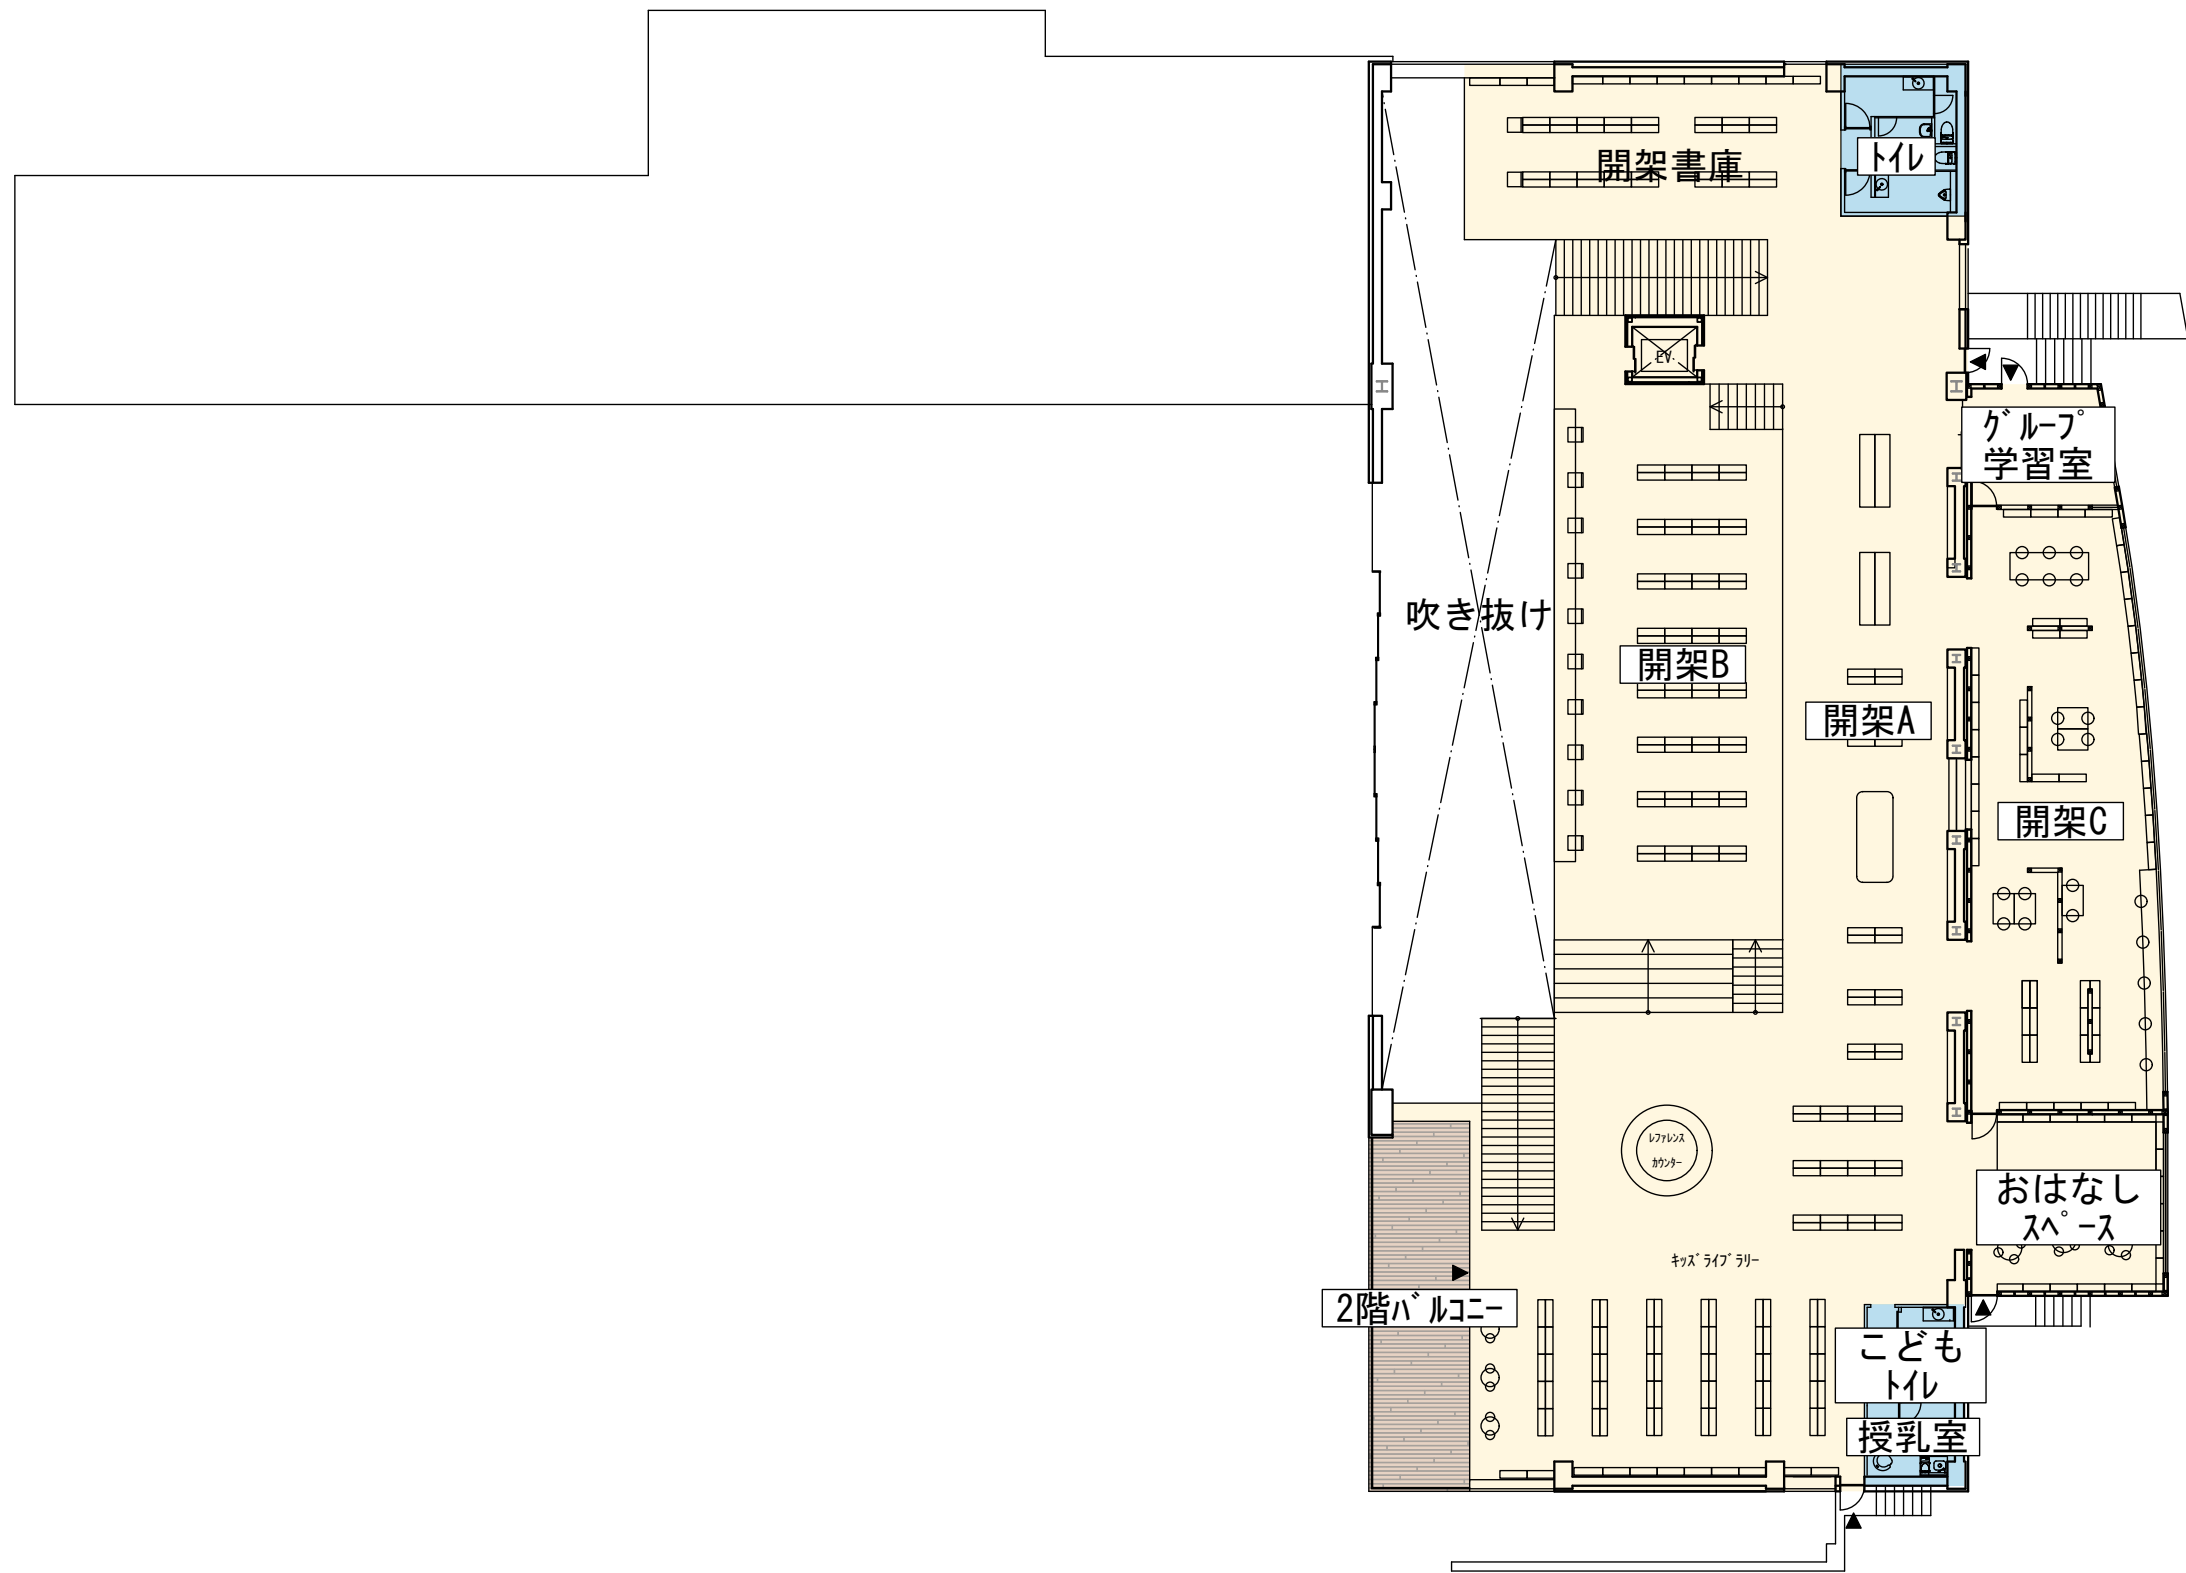 開架書庫
ﾄｲﾚ
EV
ｸﾞﾙｰﾌﾟ
学習室
吹き抜け
開架B
開架A
開架C
ﾚﾌｧﾚﾝｽ
ｶｳﾝﾀｰ
おはなし
ｽﾍﾟｰｽ
ｷｯｽﾞﾗｲﾌﾞﾗﾘｰ
2階ﾊﾞﾙｺﾆｰ
こども
ﾄｲﾚ
授乳室